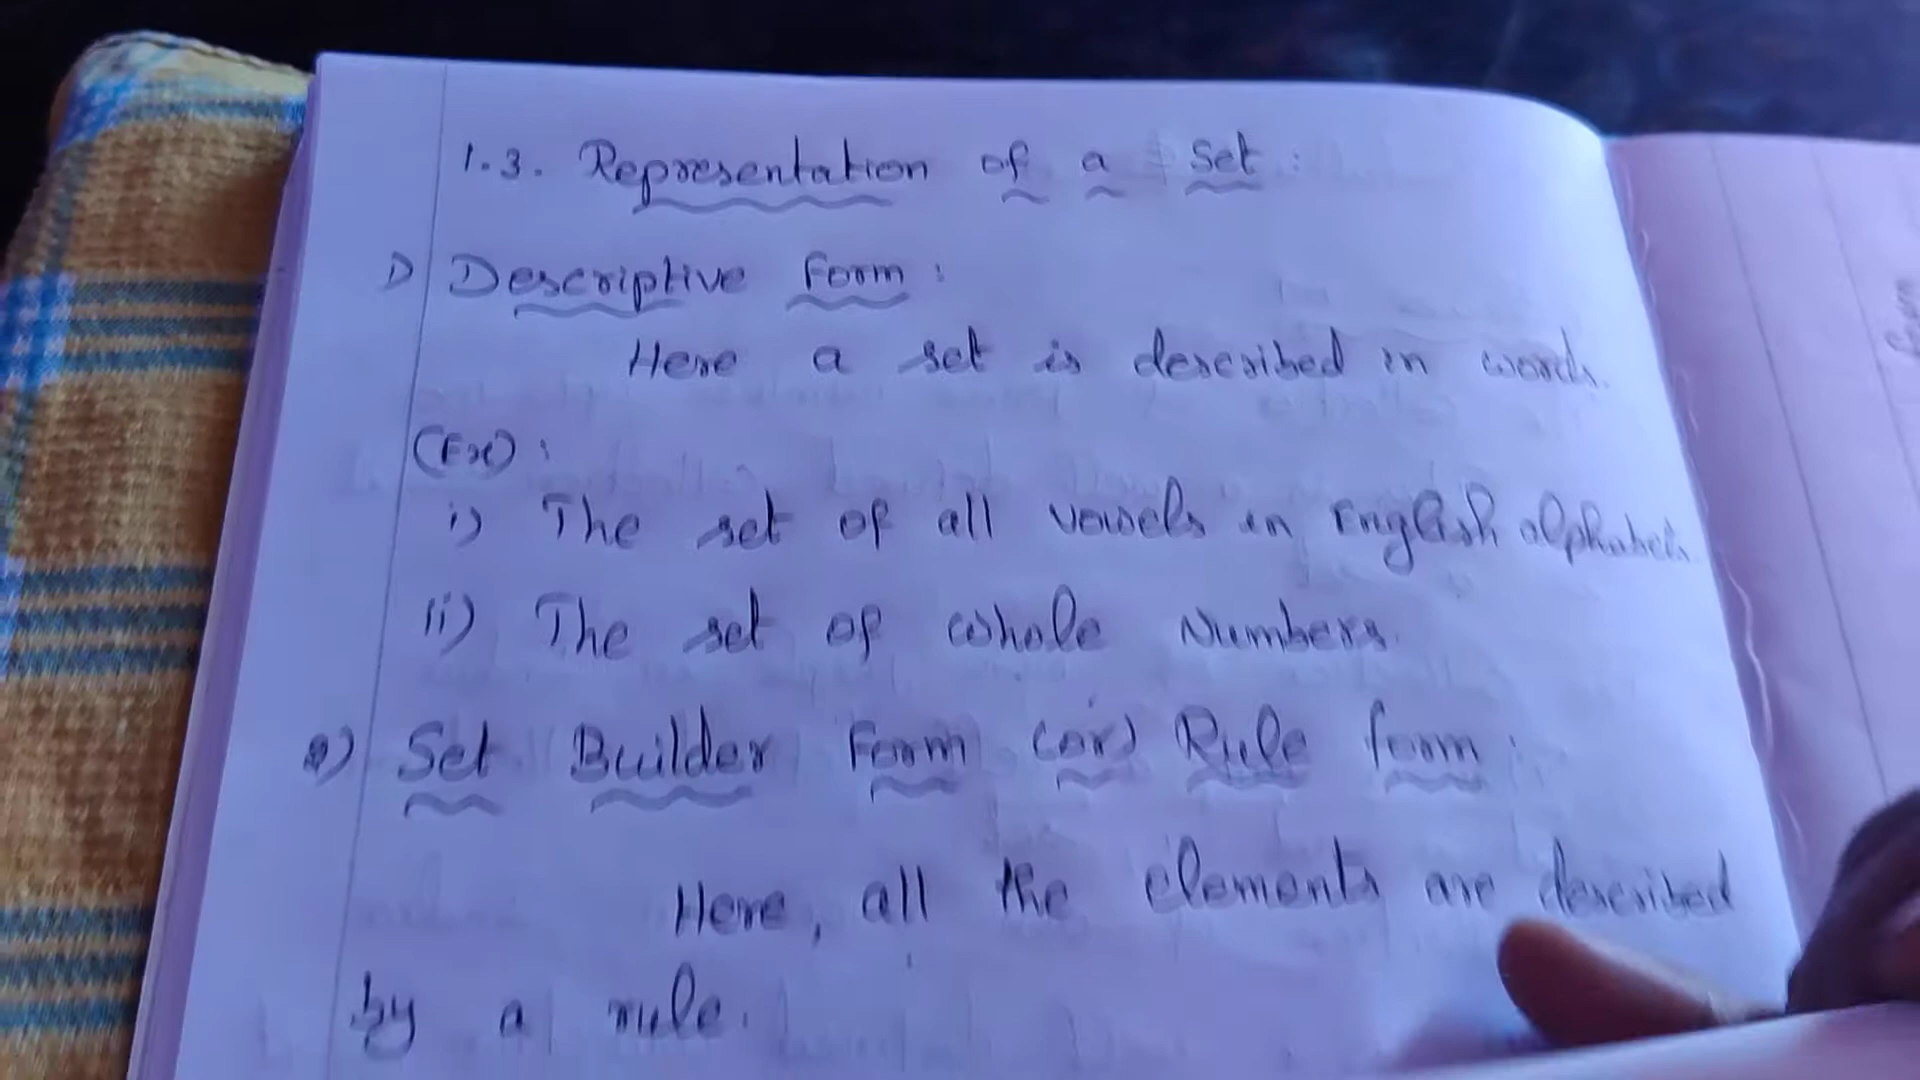 1.3. Representation of a Set :
1) Descriptive Form :
Here a set is described in words.
(Ex) :
i) The set of all vowels in English alphabets.
ii) The set of whole Numbers.
2) Set Builder Form (or) Rule form :
Here, all the elements are described
by a rule.